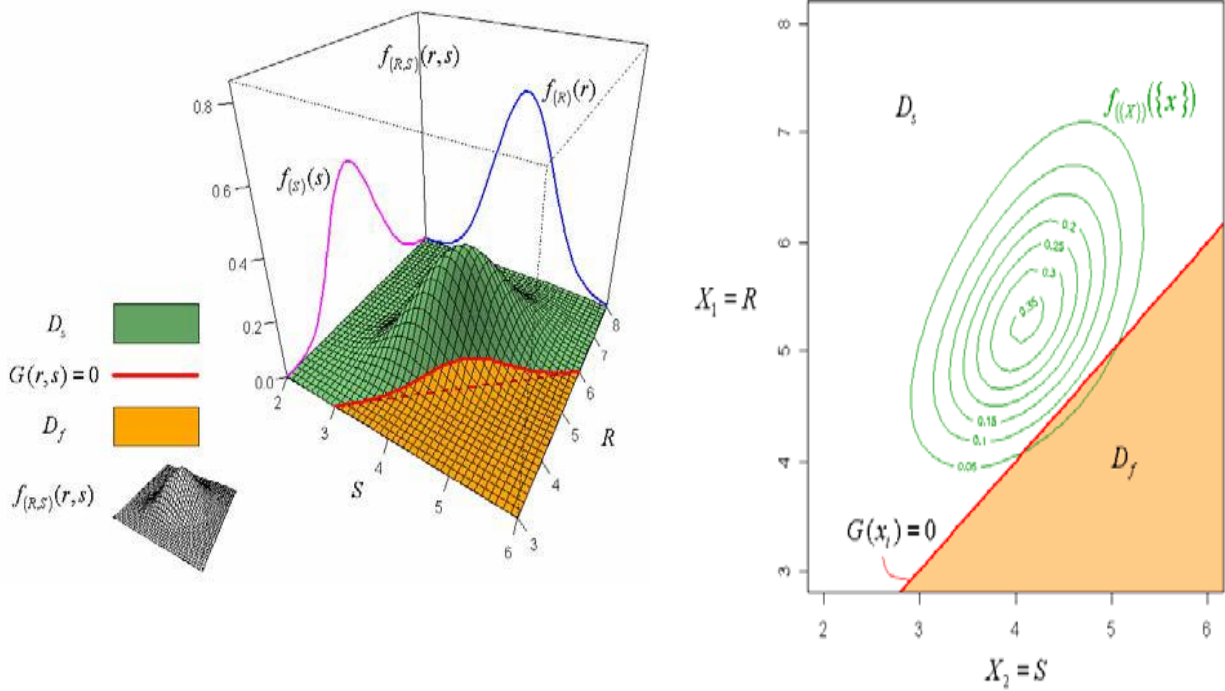 f_{(R,S)}(r,s)
f_{(R)}(r)
f_{(S)}(s)
0.8
0.6
0.4
0.2
0.0
2
3
4
5
6
S
3
4
5
6
7
8
R
D_s
G(r,s)=0
D_f
f_{(R,S)}(r,s)
8
7
6
5
4
3
X_1=R
D_s
f_{((X))}({x})
0.2
0.25
0.3
0.35
0.15
0.1
0.05
D_f
G(x_i)=0
2
3
4
5
6
X_2=S